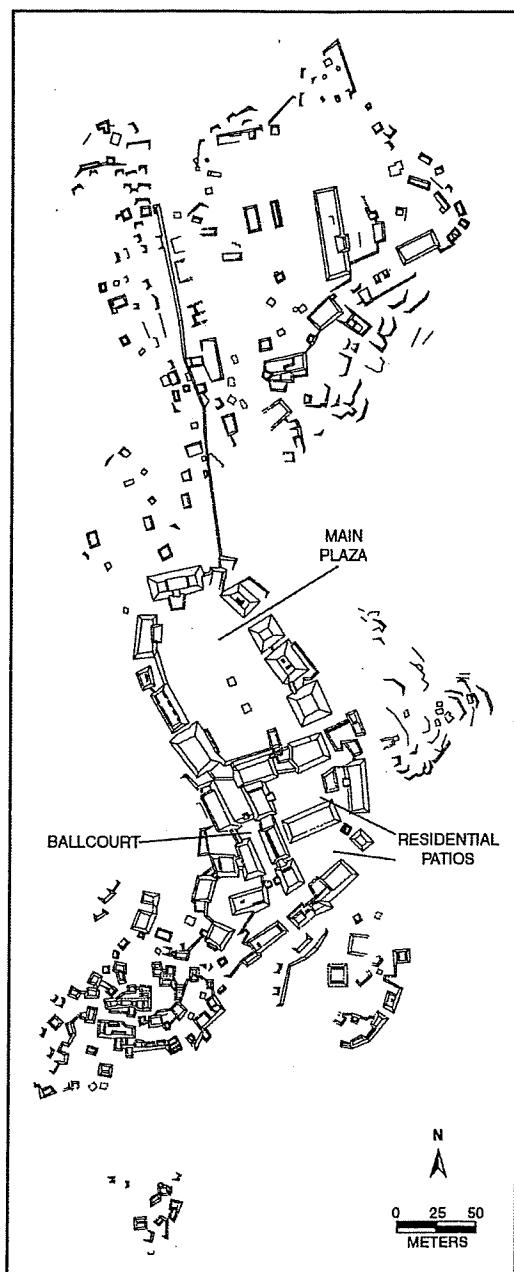 MAIN
PLAZA
BALLCOURT
RESIDENTIAL
PATIOS
N
0 25 50
METERS